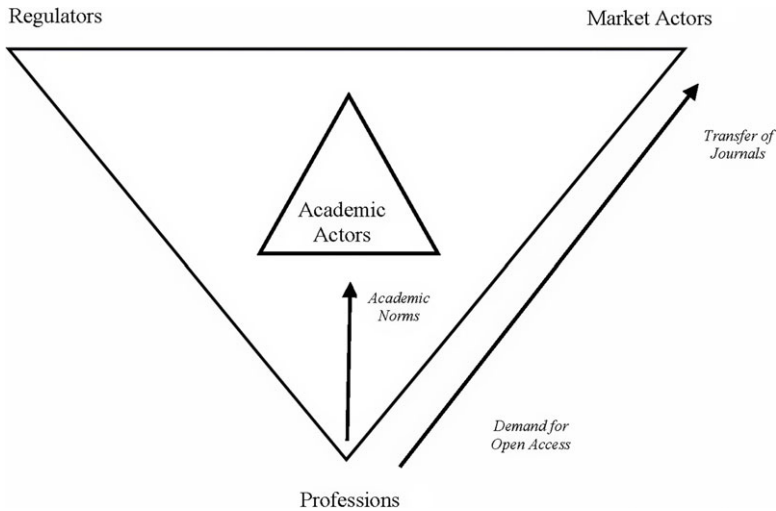 Regulators
Market Actors
Transfer of
Journals
Academic
Actors
Academic
Norms
Demand for
Open Access
Professions